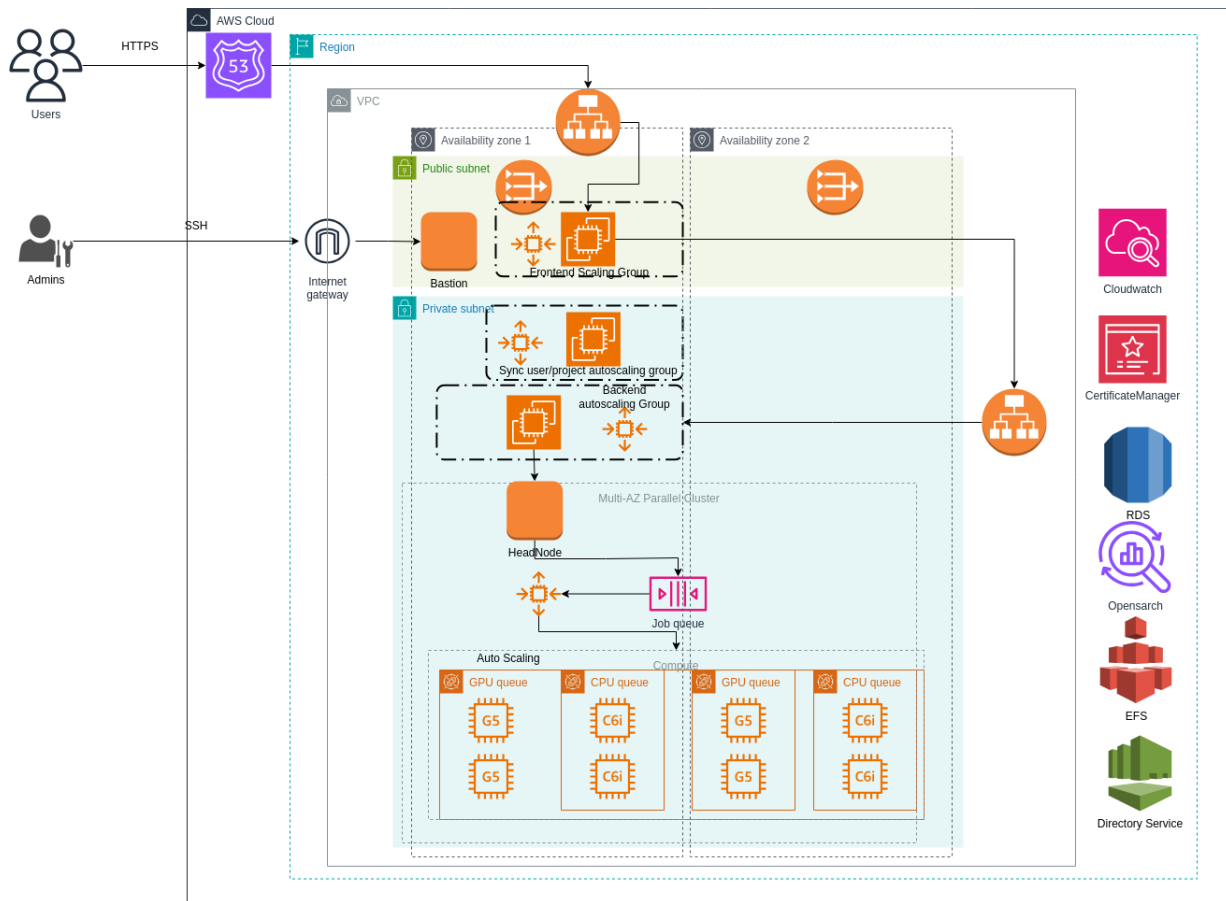 AWS Cloud
HTTPS
53
Region
Users
VPC
Availability zone 1
Availability zone 2
Public subnet
SSH
Admins
Internet
gateway
Bastion
Frontend Scaling Group
Cloudwatch
Private subnet
Sync user/project autoscaling group
Backend
autoscaling Group
CertificateManager
Multi-AZ Parallel Cluster
RDS
HeadNode
Job queue
Opensarch
Auto Scaling
Compute
GPU queue
CPU queue
GPU queue
CPU queue
G5
C6i
G5
C6i
G5
C6i
G5
C6i
EFS
Directory Service